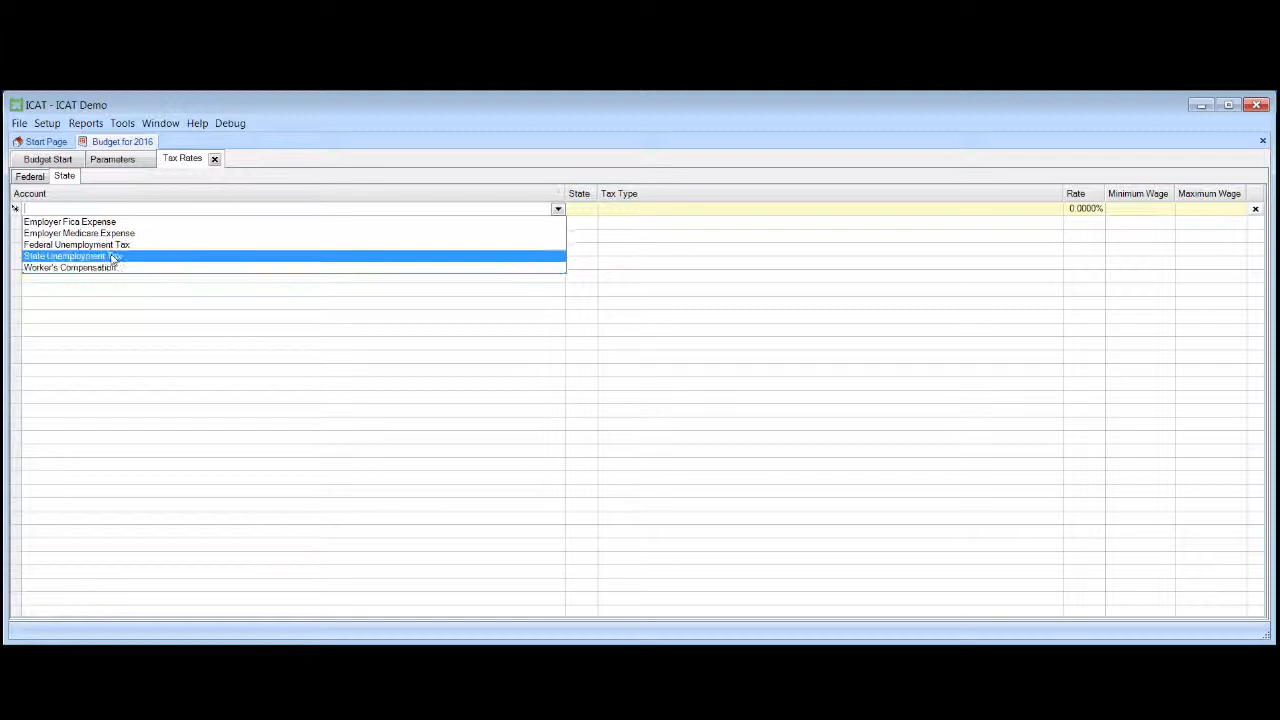 ICAT - ICAT Demo
File Setup Reports Tools Window Help Debug
Start Page Budget for 2016
Budget Start Parameters Tax Rates
Federal State
Account State Tax Type Rate Minimum Wage Maximum Wage
0.0000%
Employer Fica Expense
Employer Medicare Expense
Federal Unemployment Tax
State Unemployment Tax
Worker's Compensation